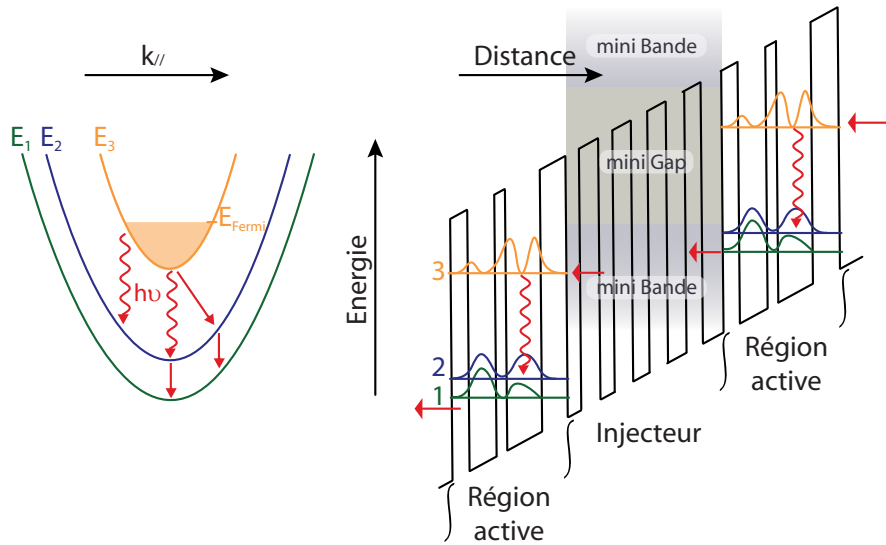 k//
E1 E2 E3
EFermi
hυ
Energie
Distance
mini Bande
mini Gap
mini Bande
3
2
1
Région
active
Injecteur
Région
active